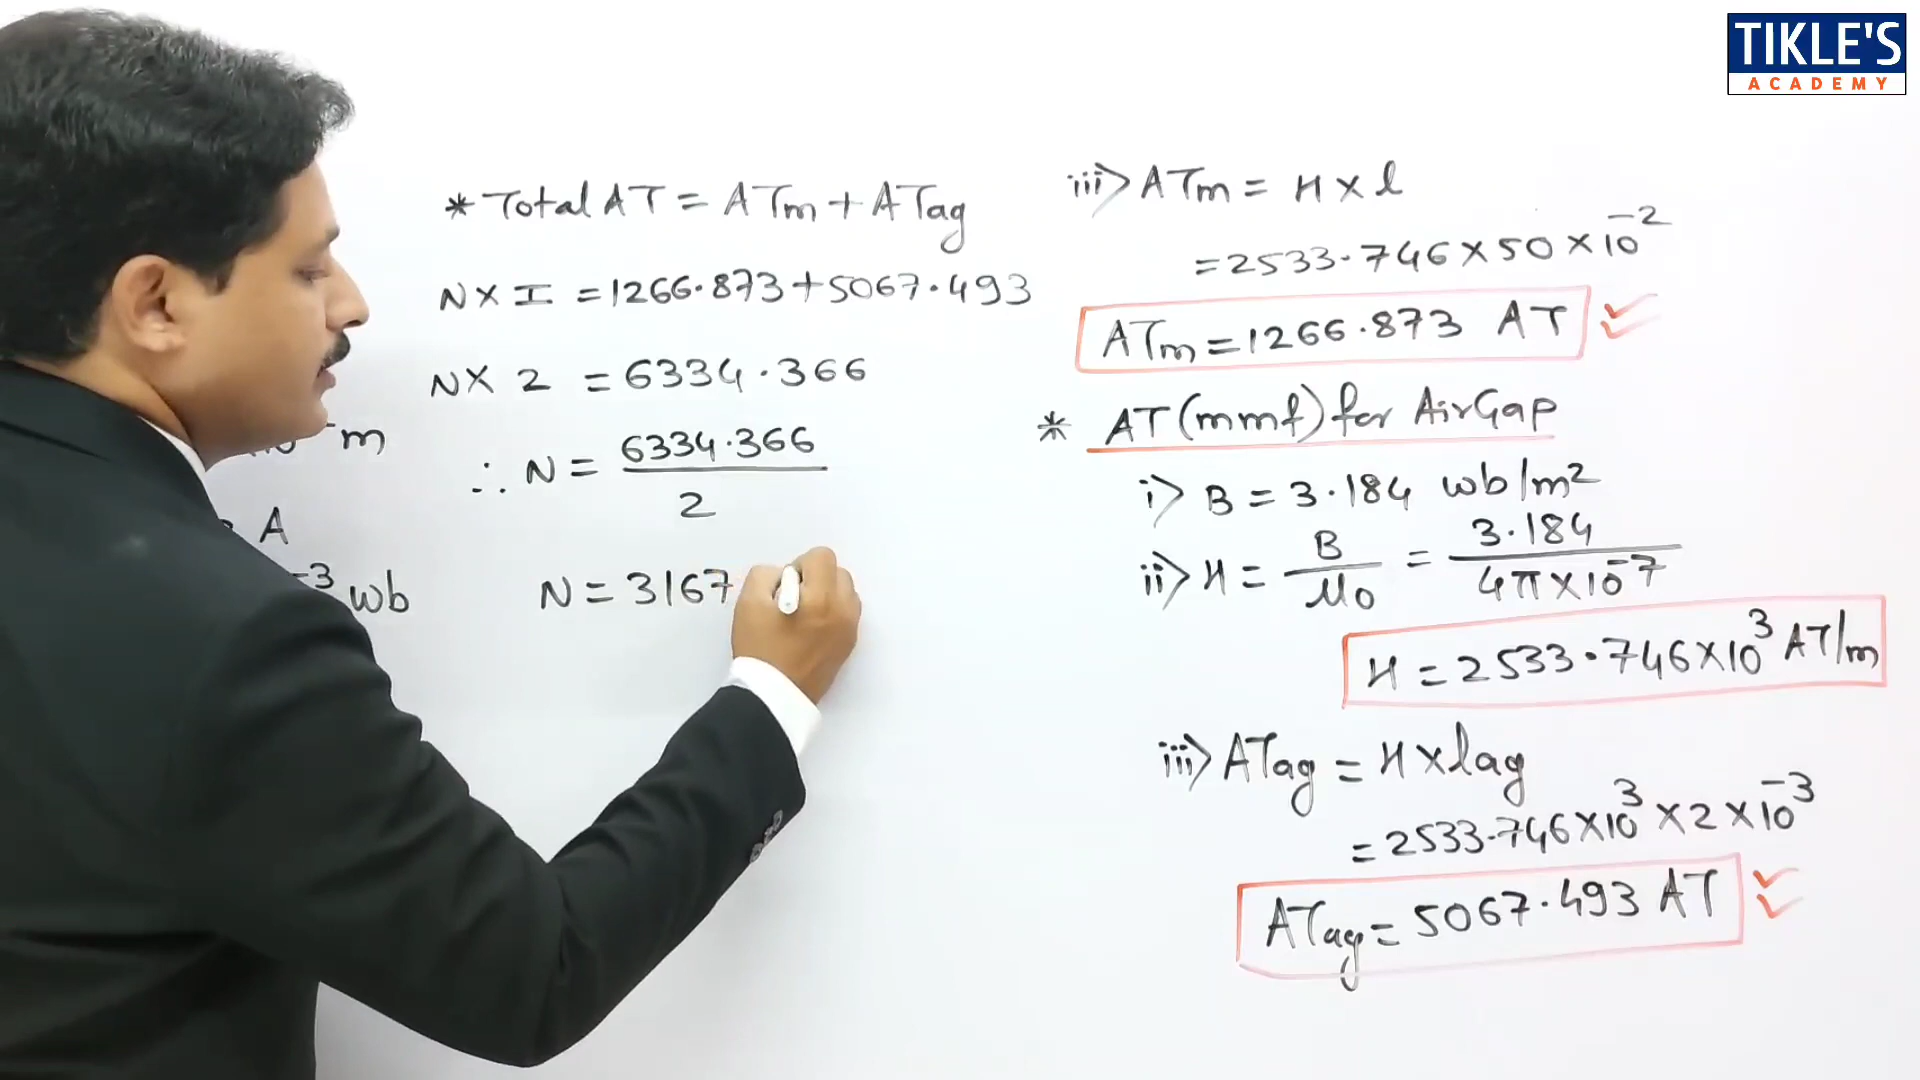 TIKLE'S
ACADEMY
* Total AT = ATm + ATag
N × I = 1266.873 + 5067.493
N × 2 = 6334.366
∴ N = 6334.366 / 2
N = 3167
m
A
-3 wb
iii> ATm = H × l
= 2533.746 × 50 × 10^-2
ATm = 1266.873 AT
* AT (mmf) for AirGap
i> B = 3.184 wb/m2
ii> H = B / μ0 = 3.184 / 4π × 10^-7
H = 2533.746 × 10^3 AT/m
iii> ATag = H × lag
= 2533.746 × 10^3 × 2 × 10^-3
ATag = 5067.493 AT